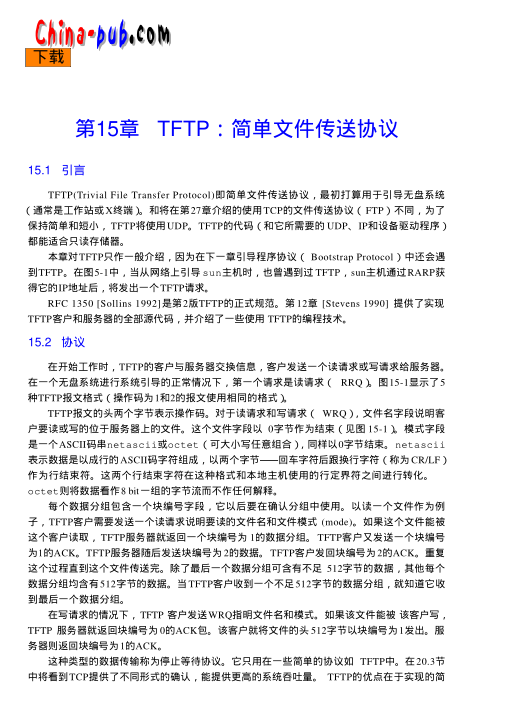 China-pub.com
下载
第15章 TFTP：简单文件传送协议
15.1 引言
TFTP(Trivial File Transfer Protocol)即简单文件传送协议，最初打算用于引导无盘系统
（通常是工作站或X终端）。和将在第27章介绍的使用TCP的文件传送协议（FTP）不同，为了
保持简单和短小，TFTP将使用UDP。TFTP的代码（和它所需要的UDP、IP和设备驱动程序）
都能适合只读存储器。
本章对TFTP只作一般介绍，因为在下一章引导程序协议（Bootstrap Protocol）中还会遇
到TFTP。在图5-1中，当从网络上引导sun主机时，也曾遇到过TFTP，sun主机通过RARP获
得它的IP地址后，将发出一个TFTP请求。
RFC 1350 [Sollins 1992]是第2版TFTP的正式规范。第12章 [Stevens 1990] 提供了实现
TFTP客户和服务器的全部源代码，并介绍了一些使用TFTP的编程技术。
15.2 协议
在开始工作时，TFTP的客户与服务器交换信息，客户发送一个读请求或写请求给服务器。
在一个无盘系统进行系统引导的正常情况下，第一个请求是读请求（RRQ）。图15-1显示了5
种TFTP报文格式（操作码为1和2的报文使用相同的格式）。
TFTP报文的头两个字节表示操作码。对于读请求和写请求（WRQ），文件名字段说明客
户要读或写的位于服务器上的文件。这个文件字段以0字节作为结束（见图15-1）。模式字段
是一个ASCII码串netascii或octet（可大小写任意组合），同样以0字节结束。netascii
表示数据是以成行的ASCII码字符组成，以两个字节——回车字符后跟换行字符（称为CR/LF）
作为行结束符。这两个行结束字符在这种格式和本地主机使用的行定界符之间进行转化。
octet则将数据看作8 bit一组的字节流而不作任何解释。
每个数据分组包含一个块编号字段，它以后要在确认分组中使用。以读一个文件作为例
子，TFTP客户需要发送一个读请求说明要读的文件名和文件模式 (mode)。如果这个文件能被
这个客户读取，TFTP服务器就返回一个块编号为1的数据分组。TFTP客户又发送一个块编号
为1的ACK。TFTP服务器随后发送块编号为2的数据。TFTP客户发回块编号为2的ACK。重复
这个过程直到这个文件传送完。除了最后一个数据分组可含有不足512字节的数据，其他每个
数据分组均含有512字节的数据。当TFTP客户收到一个不足512字节的数据分组，就知道它收
到最后一个数据分组。
在写请求的情况下，TFTP 客户发送WRQ指明文件名和模式。如果该文件能被 该客户写，
TFTP 服务器就返回块编号为0的ACK包。该客户就将文件的头512字节以块编号为1发出。服
务器则返回块编号为1的ACK。
这种类型的数据传输称为停止等待协议。它只用在一些简单的协议如 TFTP中。在20.3节
中将看到TCP提供了不同形式的确认，能提供更高的系统吞吐量。TFTP的优点在于实现的简